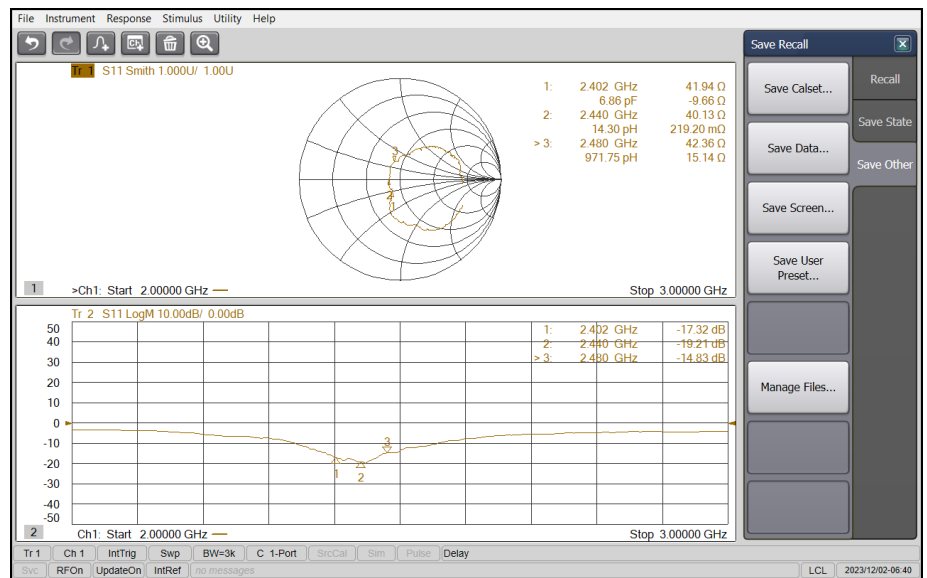 File Instrument Response Stimulus Utility Help
Tr 1 S11 Smith 1.000U/ 1.00U
1: 2.402 GHz 41.94 Ω
6.86 pF -9.66 Ω
2: 2.440 GHz 40.13 Ω
14.30 pH 219.20 mΩ
> 3: 2.480 GHz 42.36 Ω
971.75 pH 15.14 Ω
3
2
1
1 >Ch1: Start 2.00000 GHz Stop 3.00000 GHz
Tr 2 S11 LogM 10.00dB/ 0.00dB
1: 2.402 GHz -17.32 dB
2: 2.440 GHz -19.21 dB
> 3: 2.480 GHz -14.83 dB
50
40
30
20
10
0
-10
-20
-30
-40
-50
3
1
2
2 Ch1: Start 2.00000 GHz Stop 3.00000 GHz
Save Recall
Save Calset...
Save Data...
Save Screen...
Save User
Preset...
Manage Files...
Recall
Save State
Save Other
Tr 1 Ch 1 IntTrig Swp BW=3k C 1-Port SrcCal Sim Pulse Delay
Svc RFOn UpdateOn IntRef no messages LCL 2023/12/02-06:40